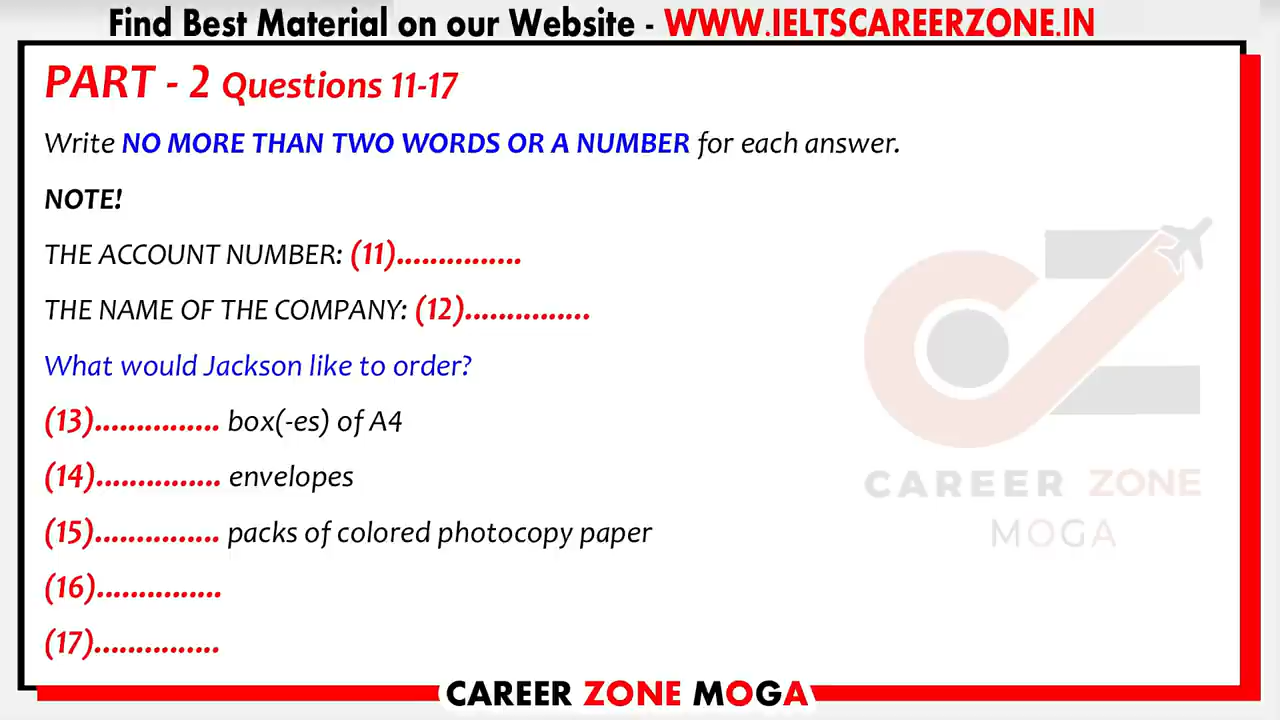 Find Best Material on our Website - WWW.IELTSCAREERZONE.IN
PART - 2 Questions 11-17
Write NO MORE THAN TWO WORDS OR A NUMBER for each answer.
NOTE!
THE ACCOUNT NUMBER: (11)...............
THE NAME OF THE COMPANY: (12)...............
What would Jackson like to order?
(13)............... box(-es) of A4
(14)............... envelopes
(15)............... packs of colored photocopy paper
(16)...............
(17)...............
CAREER ZONE
MOGA
CAREER ZONE MOGA